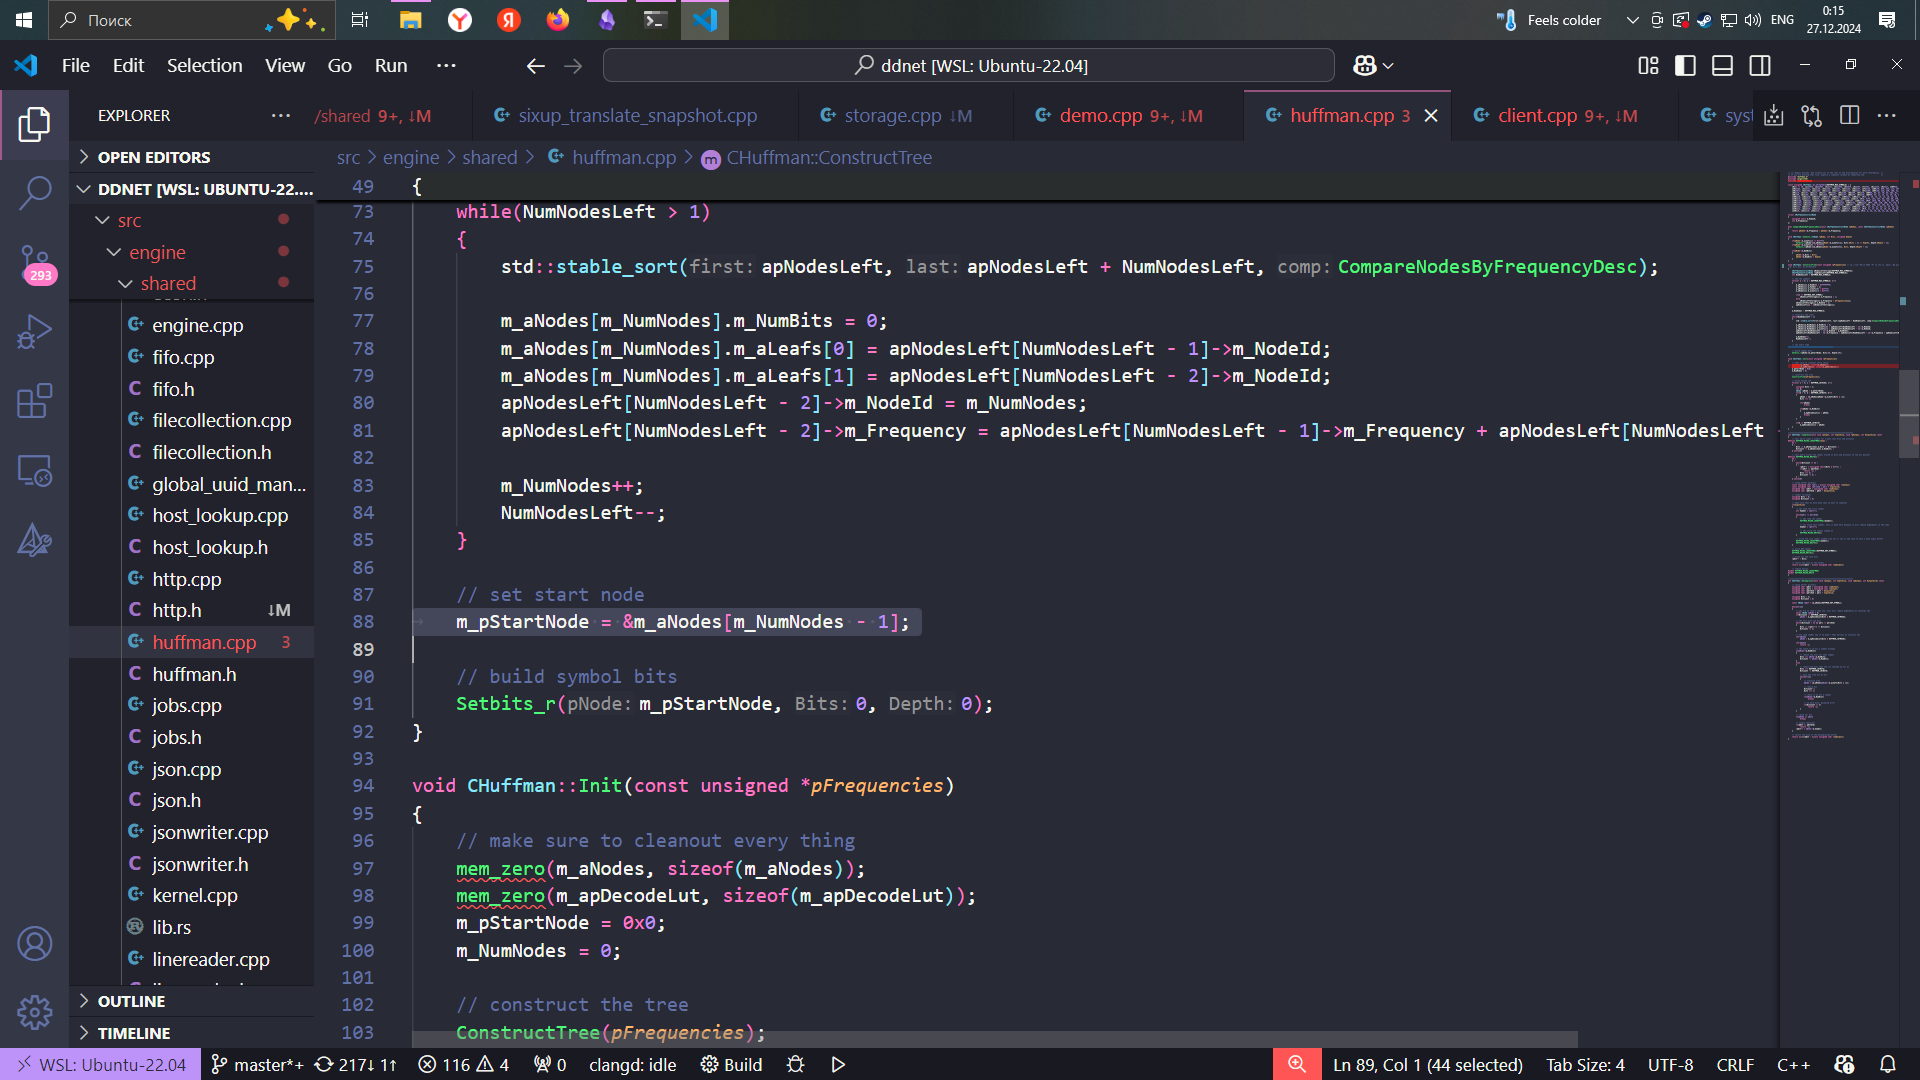 Поиск
Feels colder
ENG
0:15
27.12.2024
File Edit Selection View Go Run ···
ddnet [WSL: Ubuntu-22.04]
EXPLORER ···
/shared 9+, ↓M
sixup_translate_snapshot.cpp
storage.cpp ↓M
demo.cpp 9+, ↓M
huffman.cpp 3
client.cpp 9+, ↓M
syst
OPEN EDITORS
src > engine > shared > huffman.cpp > CHuffman::ConstructTree
DDNET [WSL: UBUNTU-22....
src
engine
shared
engine.cpp
fifo.cpp
fifo.h
filecollection.cpp
filecollection.h
global_uuid_man...
host_lookup.cpp
host_lookup.h
http.cpp
http.h ↓M
huffman.cpp 3
huffman.h
jobs.cpp
jobs.h
json.cpp
json.h
jsonwriter.cpp
jsonwriter.h
kernel.cpp
lib.rs
linereader.cpp
OUTLINE
TIMELINE
293
49 {
73 while(NumNodesLeft > 1)
74 {
75 std::stable_sort(first: apNodesLeft, last: apNodesLeft + NumNodesLeft, comp: CompareNodesByFrequencyDesc);
76
77 m_aNodes[m_NumNodes].m_NumBits = 0;
78 m_aNodes[m_NumNodes].m_aLeafs[0] = apNodesLeft[NumNodesLeft - 1]->m_NodeId;
79 m_aNodes[m_NumNodes].m_aLeafs[1] = apNodesLeft[NumNodesLeft - 2]->m_NodeId;
80 apNodesLeft[NumNodesLeft - 2]->m_NodeId = m_NumNodes;
81 apNodesLeft[NumNodesLeft - 2]->m_Frequency = apNodesLeft[NumNodesLeft - 1]->m_Frequency + apNodesLeft[NumNodesLeft -
82
83 m_NumNodes++;
84 NumNodesLeft--;
85 }
86
87 // set start node
88 m_pStartNode = &m_aNodes[m_NumNodes - 1];
89
90 // build symbol bits
91 Setbits_r(pNode: m_pStartNode, Bits: 0, Depth: 0);
92 }
93
94 void CHuffman::Init(const unsigned *pFrequencies)
95 {
96 // make sure to cleanout every thing
97 mem_zero(m_aNodes, sizeof(m_aNodes));
98 mem_zero(m_apDecodeLut, sizeof(m_apDecodeLut));
99 m_pStartNode = 0x0;
100 m_NumNodes = 0;
101
102 // construct the tree
103 ConstructTree(pFrequencies);
WSL: Ubuntu-22.04 master*+ 217↓ 1↑ 116 4 0 clangd: idle Build Ln 89, Col 1 (44 selected) Tab Size: 4 UTF-8 CRLF C++